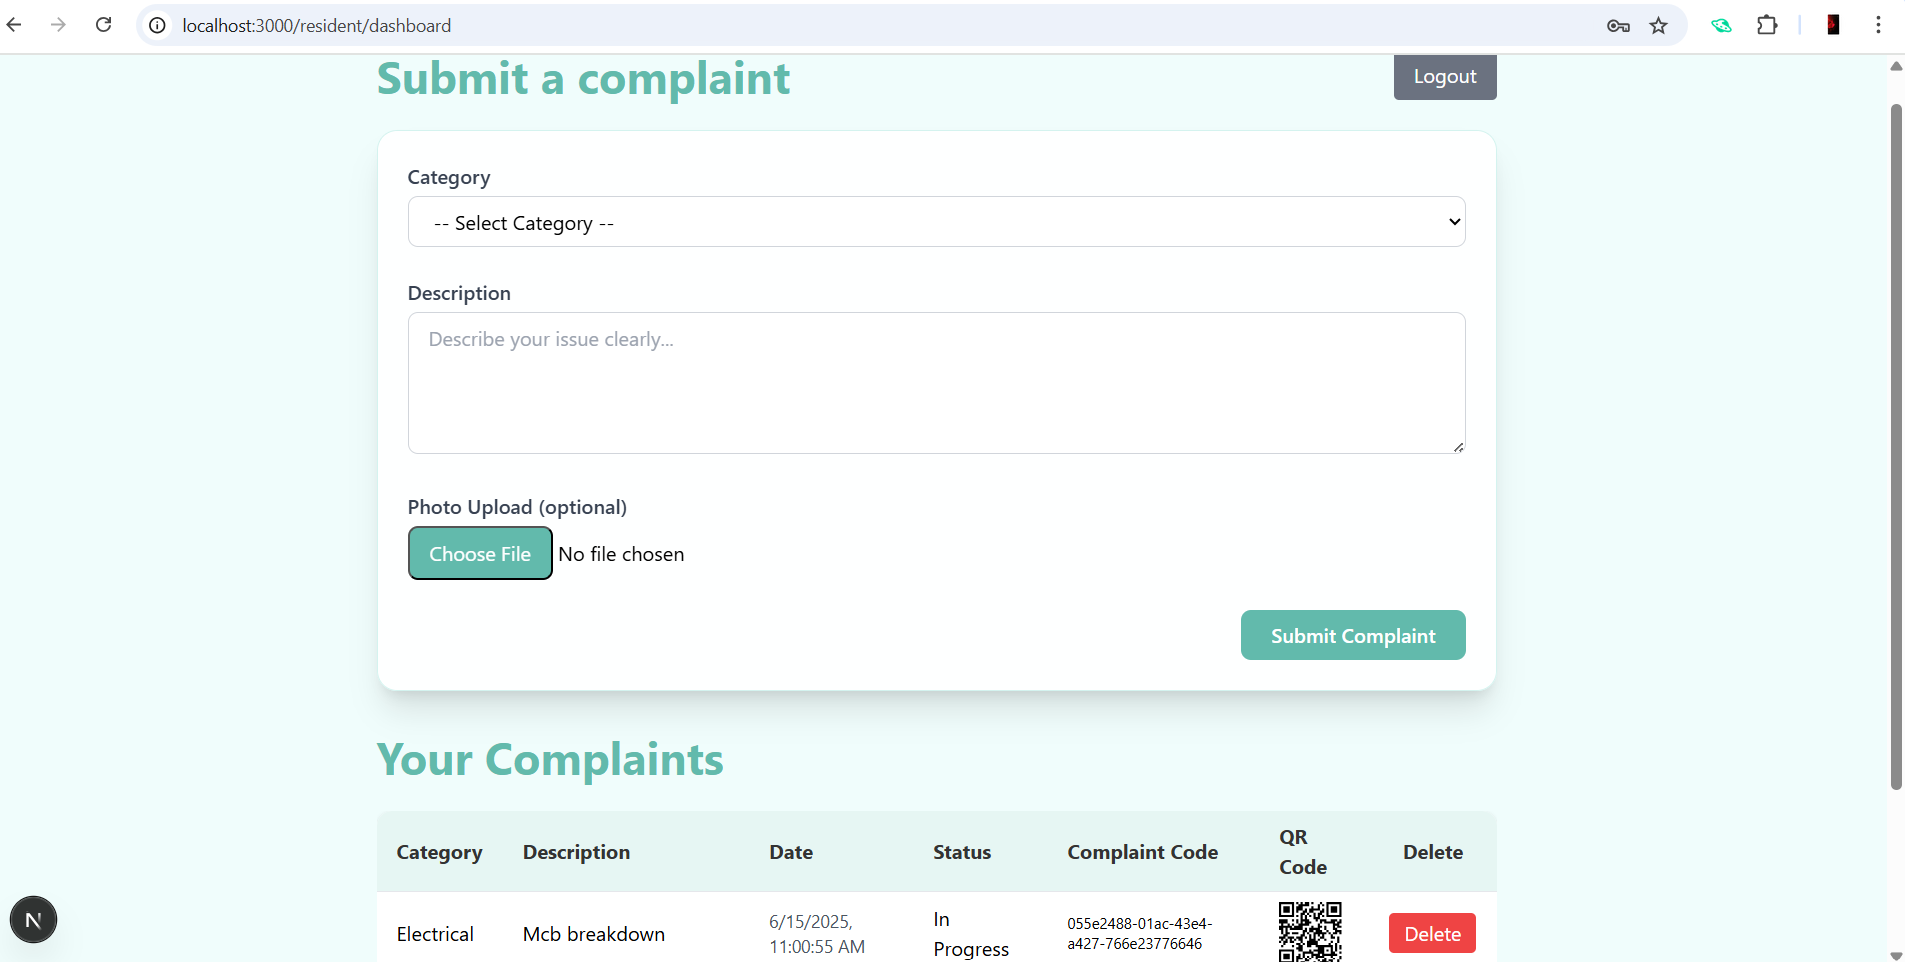 localhost:3000/resident/dashboard
Submit a complaint
Logout
Category
-- Select Category --
Description
Describe your issue clearly...
Photo Upload (optional)
Choose File No file chosen
Submit Complaint
Your Complaints
Category Description Date Status Complaint Code QR Code Delete
Electrical Mcb breakdown 6/15/2025, 11:00:55 AM In Progress 055e2488-01ac-43e4-a427-766e23776646 Delete
N